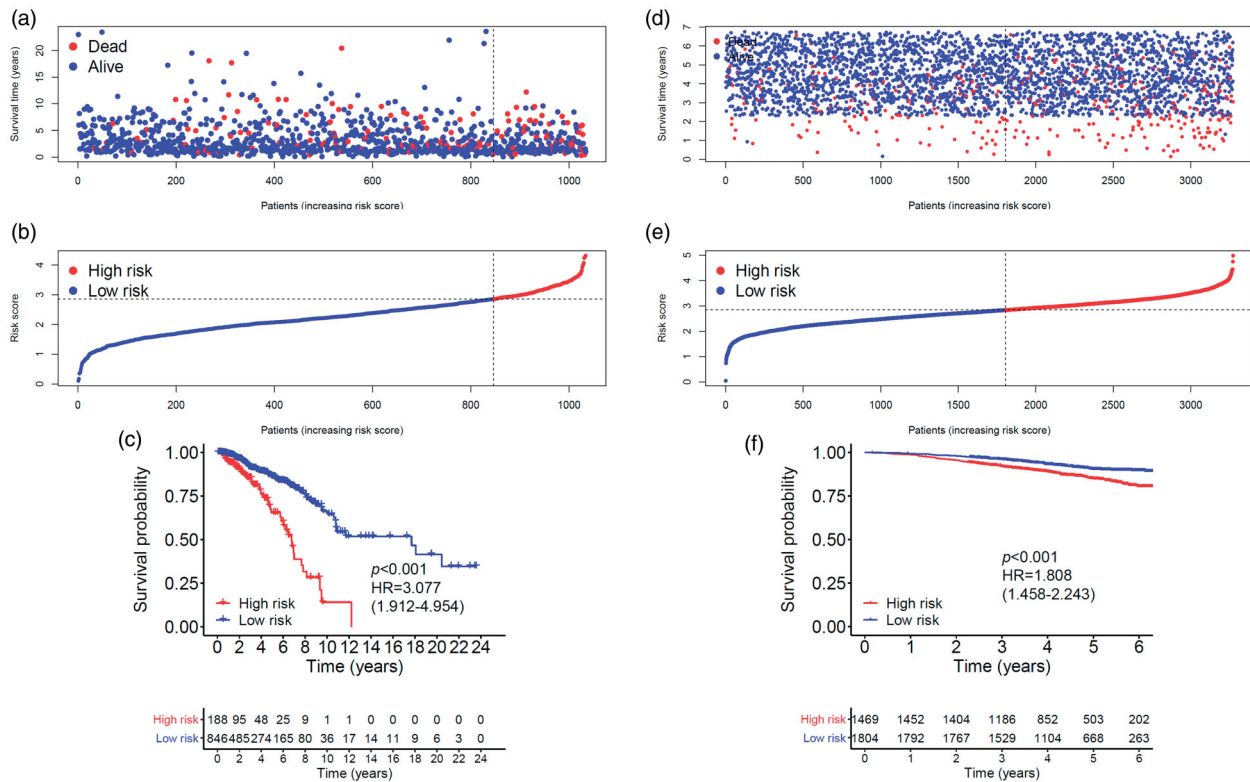 (a)
Survival time (years)
20
15
10
5
0
Dead
Alive
0 200 400 600 800 1000
Patients (increasing risk score)
(b)
Risk score
4
3
2
1
0
High risk
Low risk
0 200 400 600 800 1000
Patients (increasing risk score)
(c)
Survival probability
1.00
0.75
0.50
0.25
0.00
p<0.001
HR=3.077
(1.912-4.954)
High risk
Low risk
0 2 4 6 8 10 12 14 16 18 20 22 24
Time (years)
High risk 188 95 48 25 9 1 1 0 0 0 0 0 0
Low risk 846 485 274 165 80 36 17 14 11 9 6 3 0
0 2 4 6 8 10 12 14 16 18 20 22 24
Time (years)
(d)
Survival time (years)
7
6
5
4
3
2
1
0
Dead
Alive
0 500 1000 1500 2000 2500 3000
Patients (increasing risk score)
(e)
Risk score
5
4
3
2
1
0
High risk
Low risk
0 500 1000 1500 2000 2500 3000
Patients (increasing risk score)
(f)
Survival probability
1.00
0.75
0.50
0.25
0.00
p<0.001
HR=1.808
(1.458-2.243)
High risk
Low risk
0 1 2 3 4 5 6
Time (years)
High risk 1469 1452 1404 1186 852 503 202
Low risk 1804 1792 1767 1529 1104 668 263
0 1 2 3 4 5 6
Time (years)